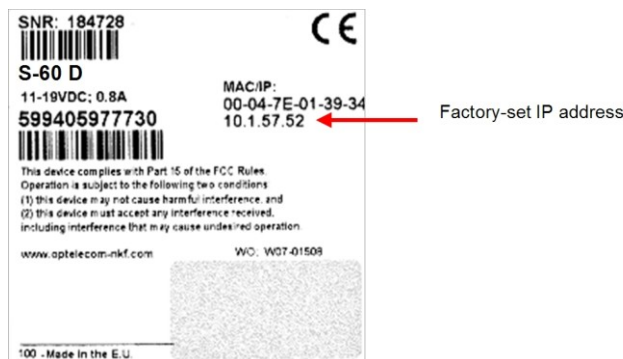 SNR: 184728
CE
S-60 D
11-19VDC; 0.8A
599405977730
MAC/IP:
00-04-7E-01-39-34
10.1.57.52
Factory-set IP address
This device complies with Part 15 of the FCC Rules.
Operation is subject to the following two conditions
(1) this device may not cause harmful interference, and
(2) this device must accept any interference received,
including interference that may cause undesired operation.
www.optelecom-nkf.com
WO: W07-01508
100 - Made in the E.U.